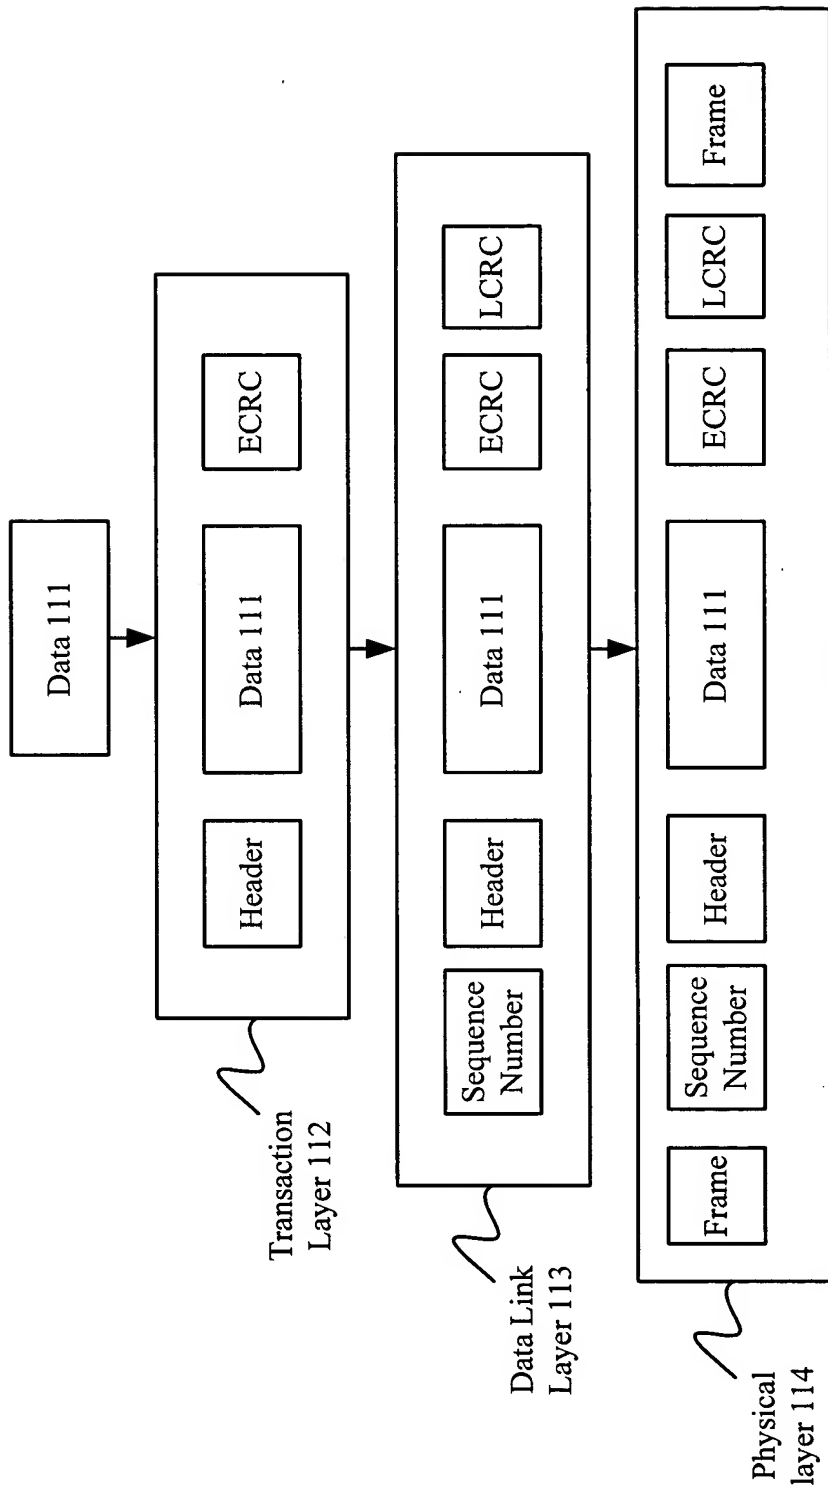 Data 111
Header
Data 111
ECRC
Transaction
Layer 112
Sequence
Number
Header
Data 111
ECRC
LCRC
Data Link
Layer 113
Frame
Sequence
Number
Header
Data 111
ECRC
LCRC
Frame
Physical
layer 114